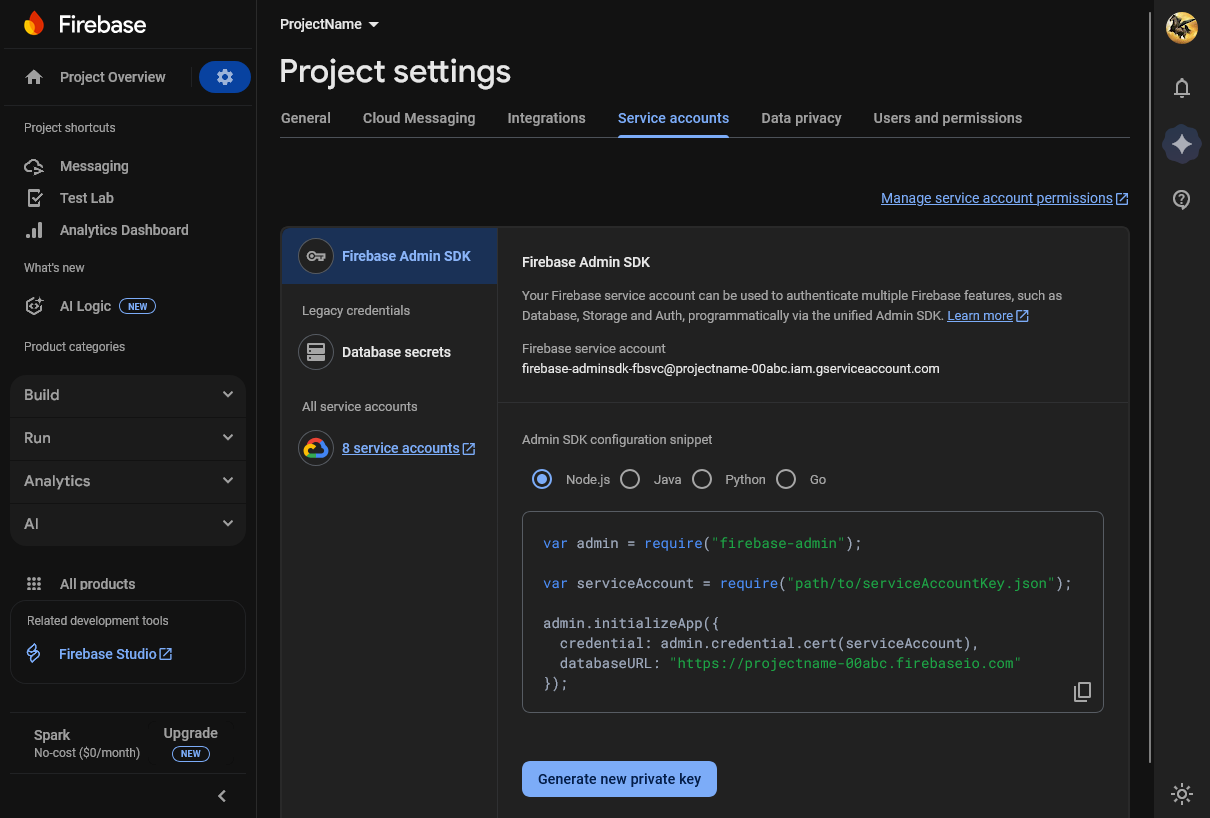 Firebase
Project Overview
Project shortcuts
Messaging
Test Lab
Analytics Dashboard
What's new
AI Logic NEW
Product categories
Build
Run
Analytics
AI
All products
Related development tools
Firebase Studio
Spark
No-cost ($0/month)
Upgrade
NEW
ProjectName
Project settings
General Cloud Messaging Integrations Service accounts Data privacy Users and permissions
Manage service account permissions
Firebase Admin SDK
Legacy credentials
Database secrets
All service accounts
8 service accounts
Firebase Admin SDK
Your Firebase service account can be used to authenticate multiple Firebase features, such as
Database, Storage and Auth, programmatically via the unified Admin SDK. Learn more
Firebase service account
firebase-adminsdk-fbsvc@projectname-00abc.iam.gserviceaccount.com
Admin SDK configuration snippet
Node.js Java Python Go
var admin = require("firebase-admin");
var serviceAccount = require("path/to/serviceAccountKey.json");
admin.initializeApp({
  credential: admin.credential.cert(serviceAccount),
  databaseURL: "https://projectname-00abc.firebaseio.com"
});
Generate new private key